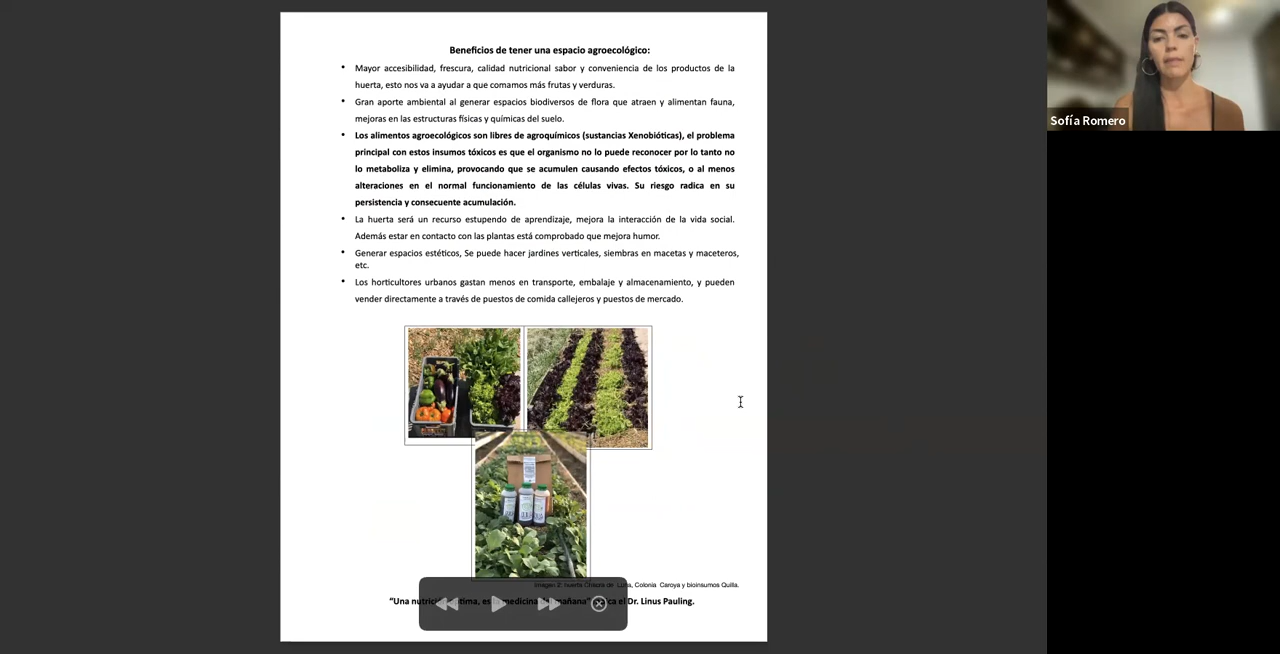 Beneficios de tener una espacio agroecológico:
• Mayor accesibilidad, frescura, calidad nutricional sabor y conveniencia de los productos de la
huerta, esto nos va a ayudar a que comamos más frutas y verduras.
• Gran aporte ambiental al generar espacios biodiversos de flora que atraen y alimentan fauna,
mejoras en las estructuras físicas y químicas del suelo.
• Los alimentos agroecológicos son libres de agroquímicos (sustancias Xenobióticas), el problema
principal con estos insumos tóxicos es que el organismo no lo puede reconocer por lo tanto no
lo metaboliza y elimina, provocando que se acumulen causando efectos tóxicos, o al menos
alteraciones en el normal funcionamiento de las células vivas. Su riesgo radica en su
persistencia y consecuente acumulación.
• La huerta será un recurso estupendo de aprendizaje, mejora la interacción de la vida social.
Además estar en contacto con las plantas está comprobado que mejora humor.
• Generar espacios estéticos, Se puede hacer jardines verticales, siembras en macetas y maceteros,
etc.
• Los horticultores urbanos gastan menos en transporte, embalaje y almacenamiento, y pueden
vender directamente a través de puestos de comida callejeros y puestos de mercado.
Imagen 2: huerta de Colonia Caroya y bioinsumos Quilla.
"Una es medicina el Dr. Linus Pauling.
Sofía Romero